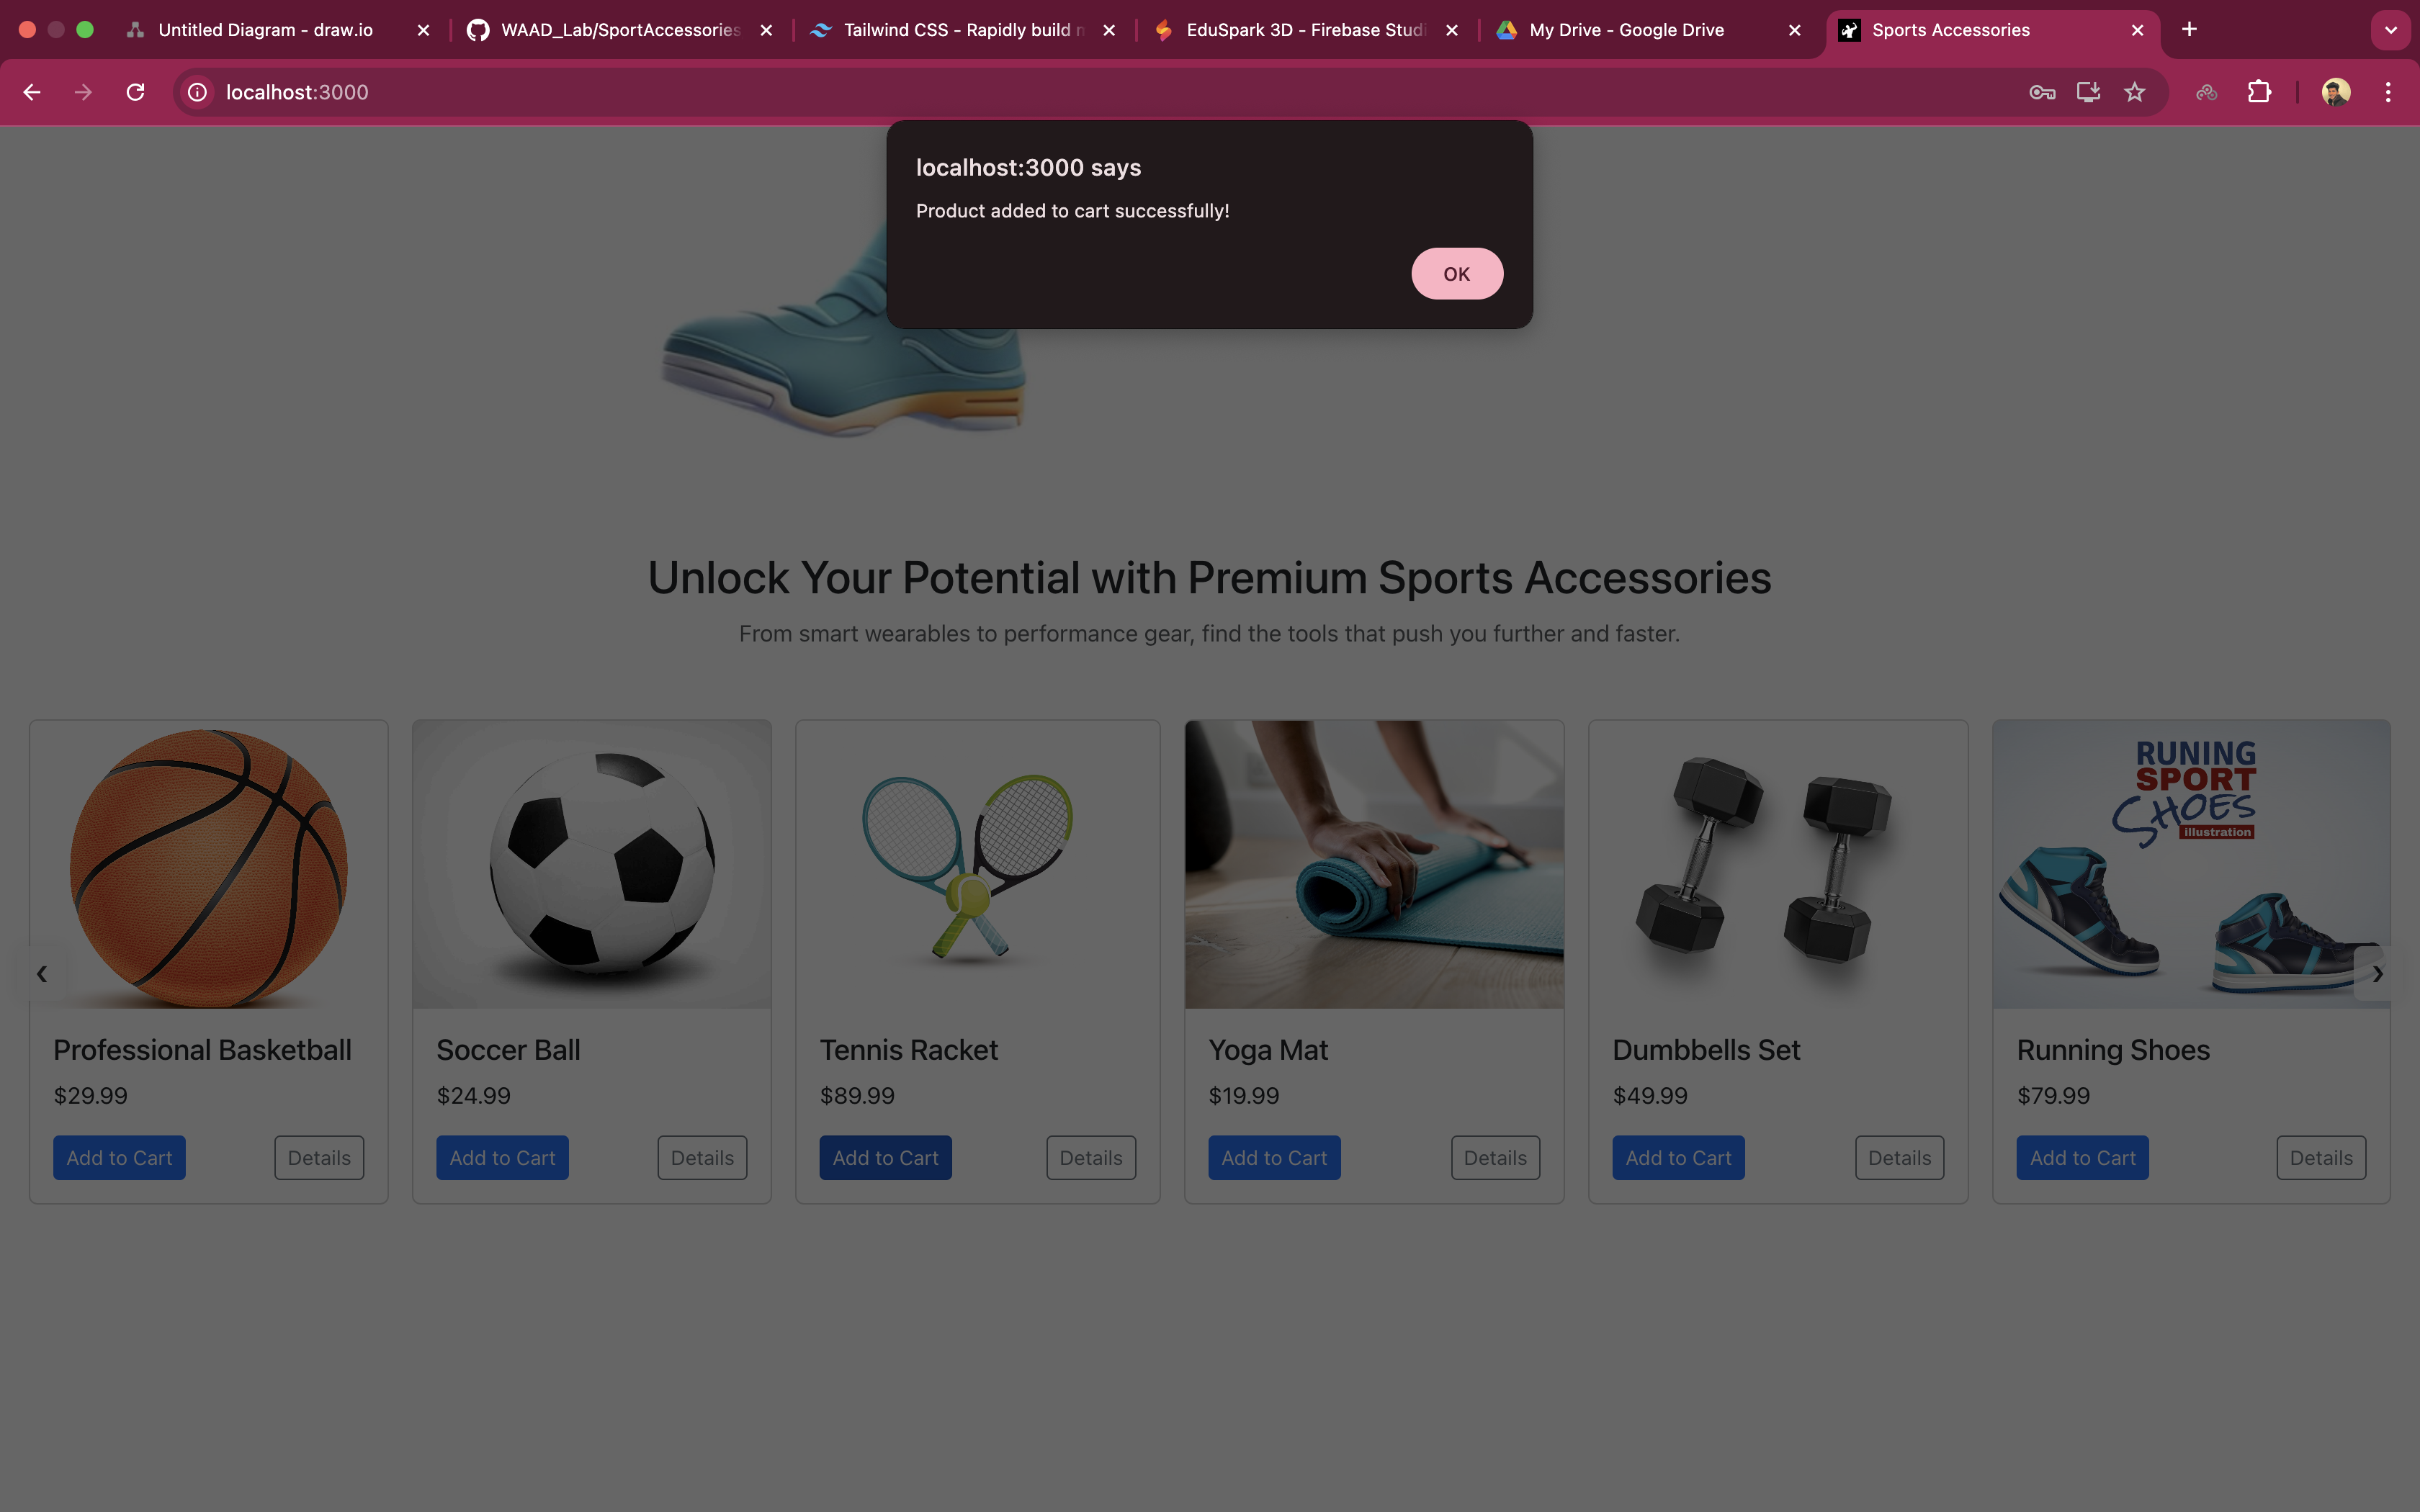 Untitled Diagram - draw.io
WAAD_Lab/SportAccessories
Tailwind CSS - Rapidly build
EduSpark 3D - Firebase Studi
My Drive - Google Drive
Sports Accessories
localhost:3000
localhost:3000 says
Product added to cart successfully!
OK
Unlock Your Potential with Premium Sports Accessories
From smart wearables to performance gear, find the tools that push you further and faster.
RUNING
SPORT
SHOES
illustration
Professional Basketball
$29.99
Add to Cart
Details
Soccer Ball
$24.99
Add to Cart
Details
Tennis Racket
$89.99
Add to Cart
Details
Yoga Mat
$19.99
Add to Cart
Details
Dumbbells Set
$49.99
Add to Cart
Details
Running Shoes
$79.99
Add to Cart
Details